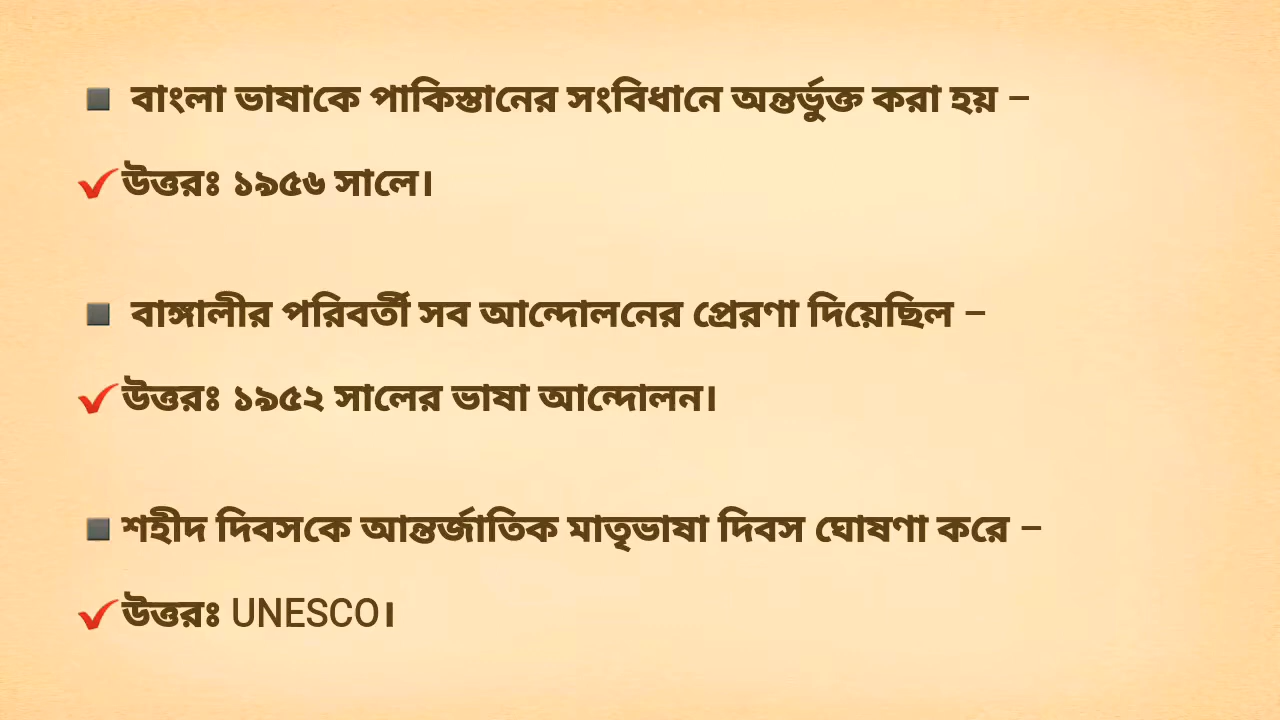 ▪ বাংলা ভাষাকে পাকিস্তানের সংবিধানে অন্তর্ভুক্ত করা হয় –
✔উত্তরঃ ১৯৫৬ সালে।
▪ বাঙ্গালীর পরিবর্তী সব আন্দোলনের প্রেরণা দিয়েছিল –
✔উত্তরঃ ১৯৫২ সালের ভাষা আন্দোলন।
▪শহীদ দিবসকে আন্তর্জাতিক মাতৃভাষা দিবস ঘোষণা করে –
✔উত্তরঃ UNESCO।